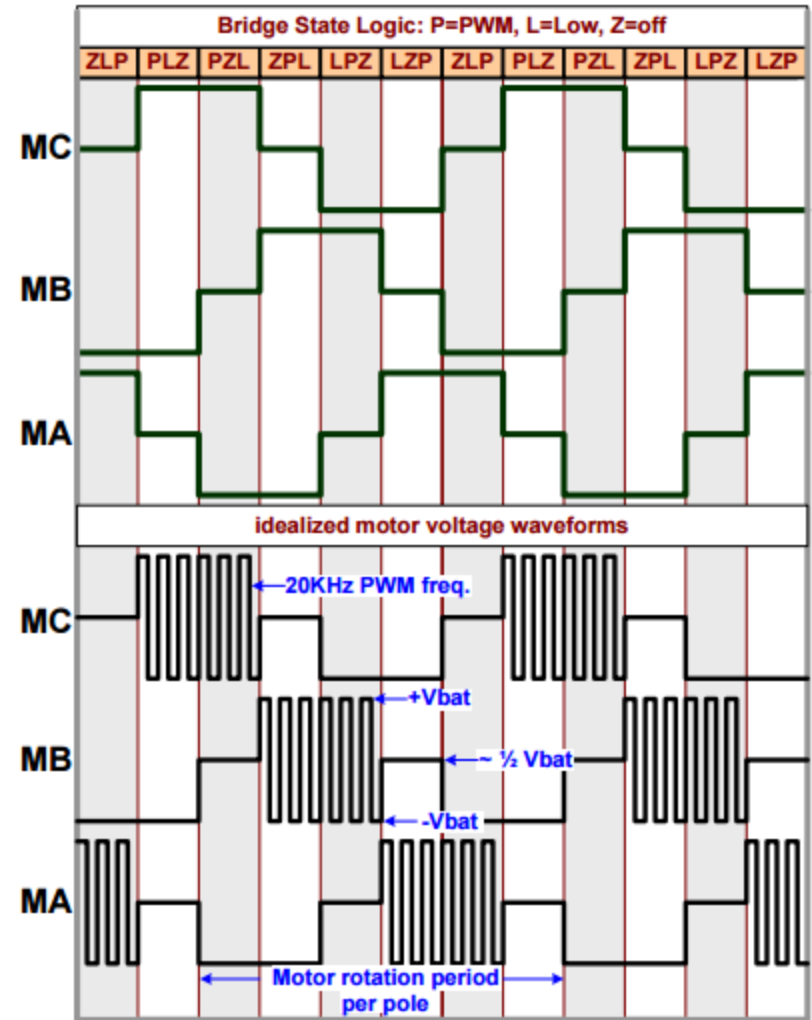 Bridge State Logic: P=PWM, L=Low, Z=off
ZLP PLZ PZL ZPL LPZ LZP ZLP PLZ PZL ZPL LPZ LZP
MC
MB
MA
idealized motor voltage waveforms
MC
20KHz PWM freq.
+Vbat
MB
~ ½ Vbat
-Vbat
MA
Motor rotation period
per pole